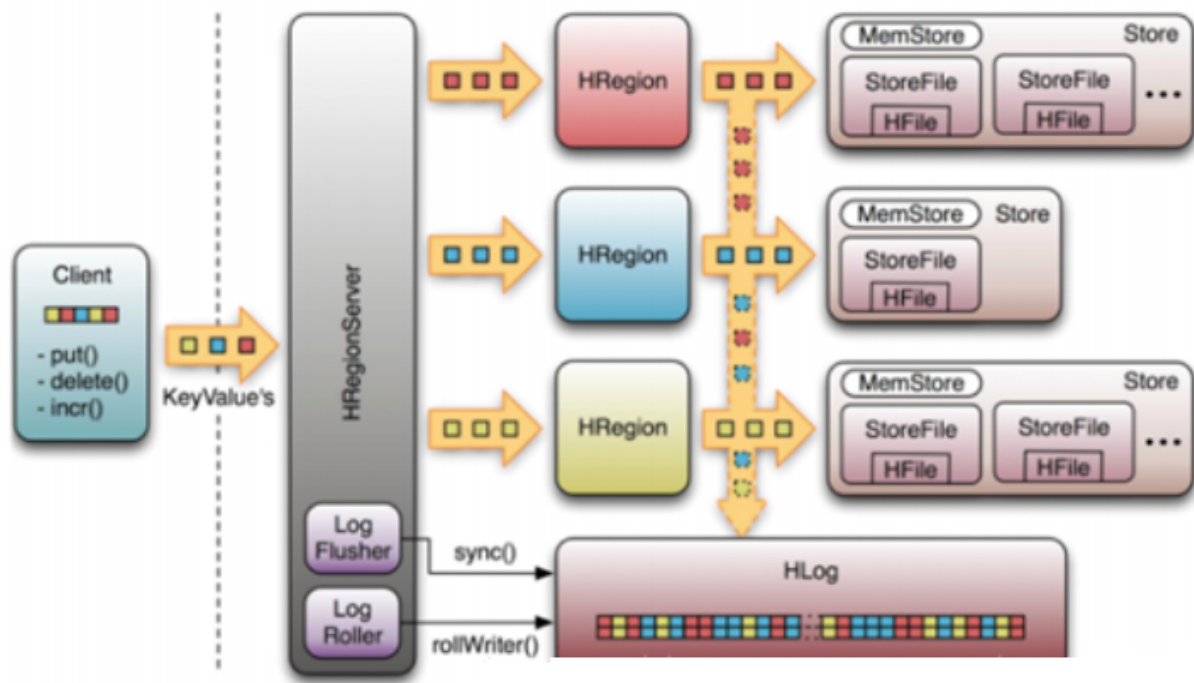 Client
- put()
- delete()
- incr()
KeyValue's
HRegionServer
Log
Flusher
Log
Roller
sync()
rollWriter()
HRegion
MemStore
Store
StoreFile
HFile
StoreFile
HFile
...
HRegion
MemStore
Store
StoreFile
HFile
HRegion
MemStore
Store
StoreFile
HFile
StoreFile
HFile
...
HLog